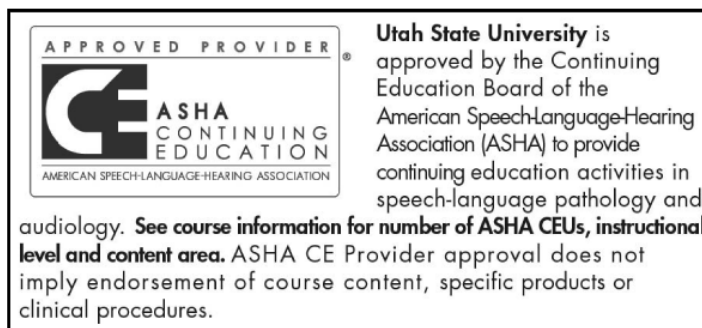 APPROVED PROVIDER
®
CE
ASHA
CONTINUING
EDUCATION
AMERICAN SPEECH-LANGUAGE-HEARING ASSOCIATION
Utah State University is
approved by the Continuing
Education Board of the
American Speech-Language-Hearing
Association (ASHA) to provide
continuing education activities in
speech-language pathology and
audiology. See course information for number of ASHA CEUs, instructional
level and content area. ASHA CE Provider approval does not
imply endorsement of course content, specific products or
clinical procedures.